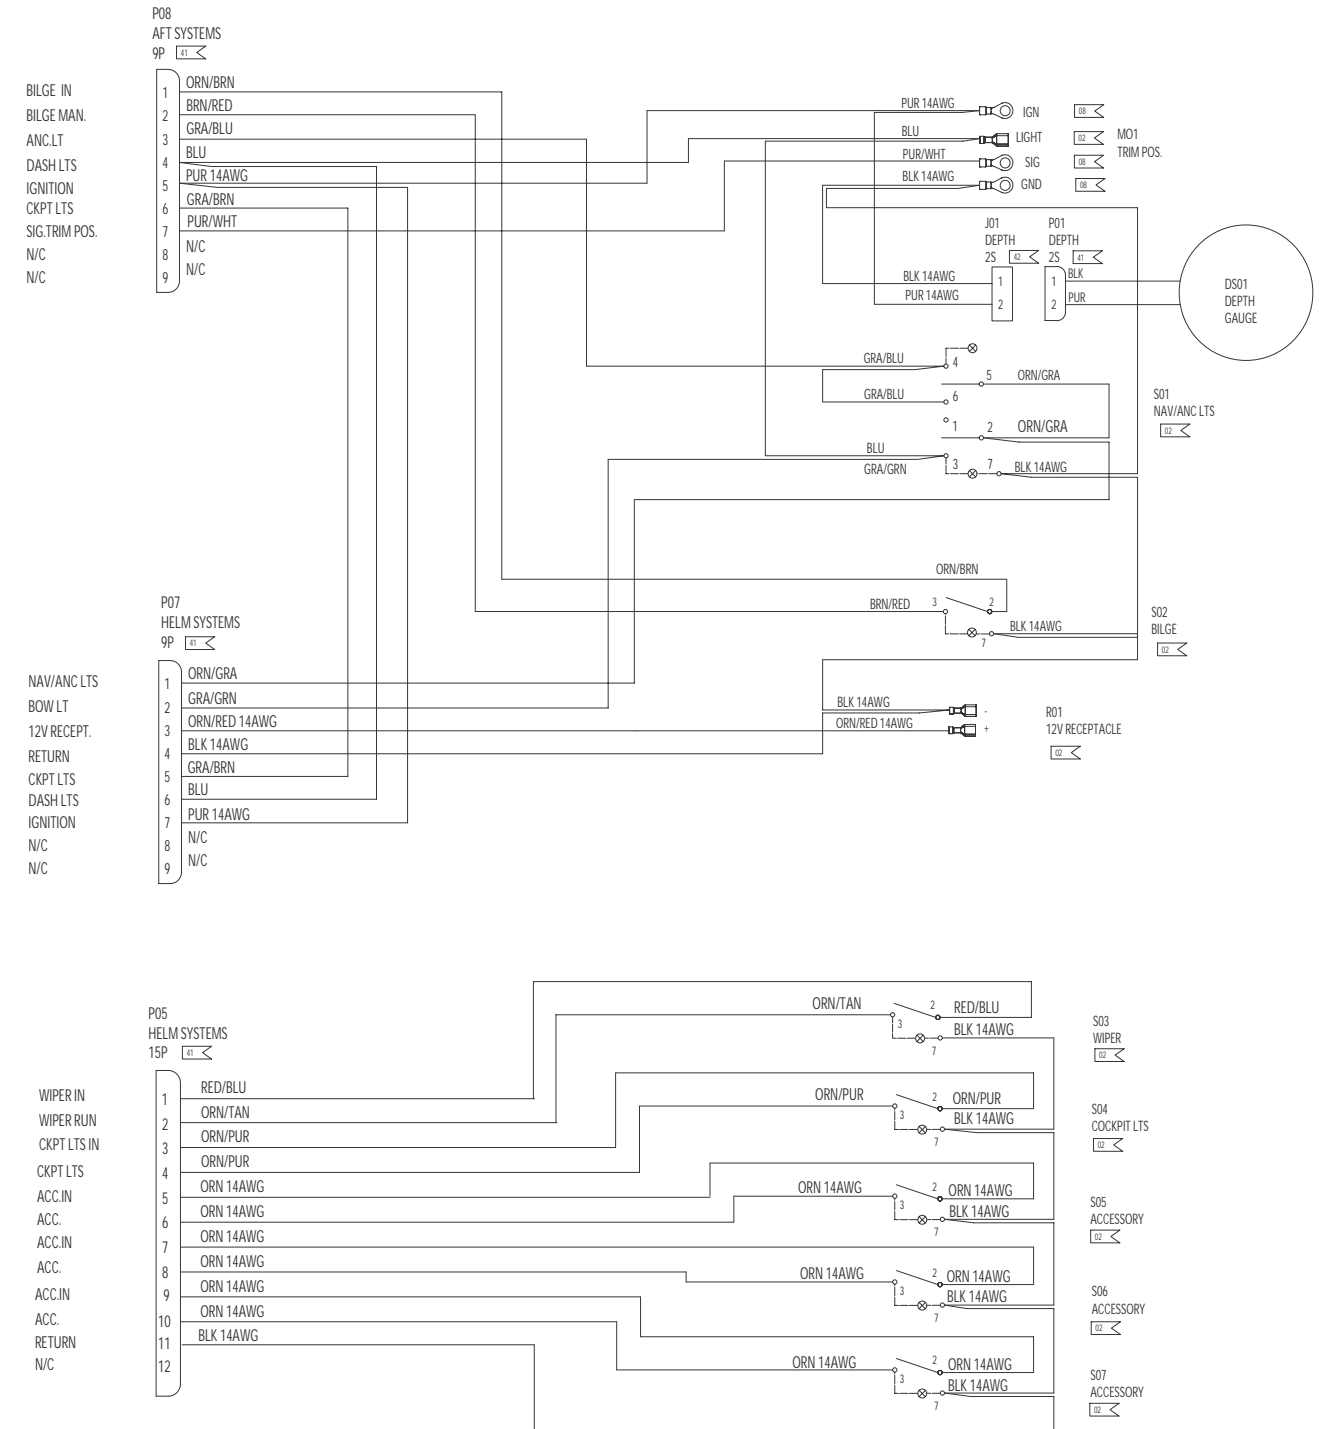 P08
AFT SYSTEMS
9P 41
BILGE IN 1 ORN/BRN
BILGE MAN. 2 BRN/RED
ANC.LT 3 GRA/BLU
DASH LTS 4 BLU
IGNITION 5 PUR 14AWG
CKPT LTS 6 GRA/BRN
SIG.TRIM POS. 7 PUR/WHT
N/C 8 N/C
N/C 9 N/C
PUR 14AWG IGN 08
BLU LIGHT 02
PUR/WHT SIG 08
BLK 14AWG GND 08
MO1
TRIM POS.
J01
DEPTH
2S 42
P01
DEPTH
2S 41
BLK 14AWG 1
PUR 14AWG 2
1 BLK
2 PUR
DS01
DEPTH
GAUGE
GRA/BLU 4
5 ORN/GRA
GRA/BLU 6
1 2 ORN/GRA
BLU
GRA/GRN 3 7 BLK 14AWG
S01
NAV/ANC LTS
02
ORN/BRN
BRN/RED 3 2
7 BLK 14AWG
S02
BILGE
02
P07
HELM SYSTEMS
9P 41
NAV/ANC LTS 1 ORN/GRA
BOW LT 2 GRA/GRN
12V RECEPT. 3 ORN/RED 14AWG
RETURN 4 BLK 14AWG
CKPT LTS 5 GRA/BRN
DASH LTS 6 BLU
IGNITION 7 PUR 14AWG
N/C 8 N/C
N/C 9 N/C
BLK 14AWG -
ORN/RED 14AWG +
R01
12V RECEPTACLE
02
P05
HELM SYSTEMS
15P 41
WIPER IN 1 RED/BLU
WIPER RUN 2 ORN/TAN
CKPT LTS IN 3 ORN/PUR
CKPT LTS 4 ORN/PUR
ACC.IN 5 ORN 14AWG
ACC. 6 ORN 14AWG
ACC.IN 7 ORN 14AWG
ACC. 8 ORN 14AWG
ACC.IN 9 ORN 14AWG
ACC. 10 ORN 14AWG
RETURN 11 BLK 14AWG
N/C 12
ORN/TAN 3 2 RED/BLU
7 BLK 14AWG
S03
WIPER
02
ORN/PUR 3 2 ORN/PUR
7 BLK 14AWG
S04
COCKPIT LTS
02
ORN 14AWG 3 2 ORN 14AWG
7 BLK 14AWG
S05
ACCESSORY
02
ORN 14AWG 3 2 ORN 14AWG
7 BLK 14AWG
S06
ACCESSORY
02
ORN 14AWG 3 2 ORN 14AWG
7 BLK 14AWG
S07
ACCESSORY
02